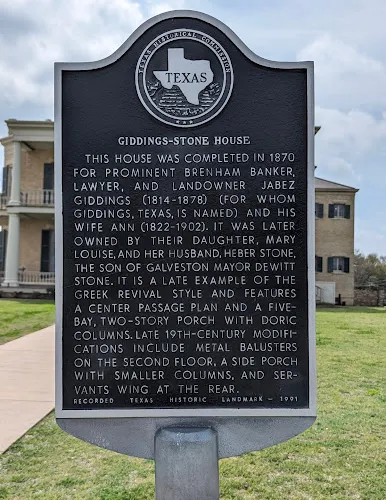 TEXAS HISTORICAL COMMISSION
TEXAS
GIDDINGS-STONE HOUSE
THIS HOUSE WAS COMPLETED IN 1870
FOR PROMINENT BRENHAM BANKER,
LAWYER, AND LANDOWNER JABEZ
GIDDINGS (1814-1878) (FOR WHOM
GIDDINGS, TEXAS, IS NAMED) AND HIS
WIFE ANN (1822-1902). IT WAS LATER
OWNED BY THEIR DAUGHTER, MARY
LOUISE, AND HER HUSBAND, HEBER STONE,
THE SON OF GALVESTON MAYOR DEWITT
STONE. IT IS A LATE EXAMPLE OF THE
GREEK REVIVAL STYLE AND FEATURES
A CENTER PASSAGE PLAN AND A FIVE-
BAY, TWO-STORY PORCH WITH DORIC
COLUMNS. LATE 19TH-CENTURY MODIFI-
CATIONS INCLUDE METAL BALUSTERS
ON THE SECOND FLOOR, A SIDE PORCH
WITH SMALLER COLUMNS, AND SER-
VANTS WING AT THE REAR.
RECORDED TEXAS HISTORIC LANDMARK - 1991